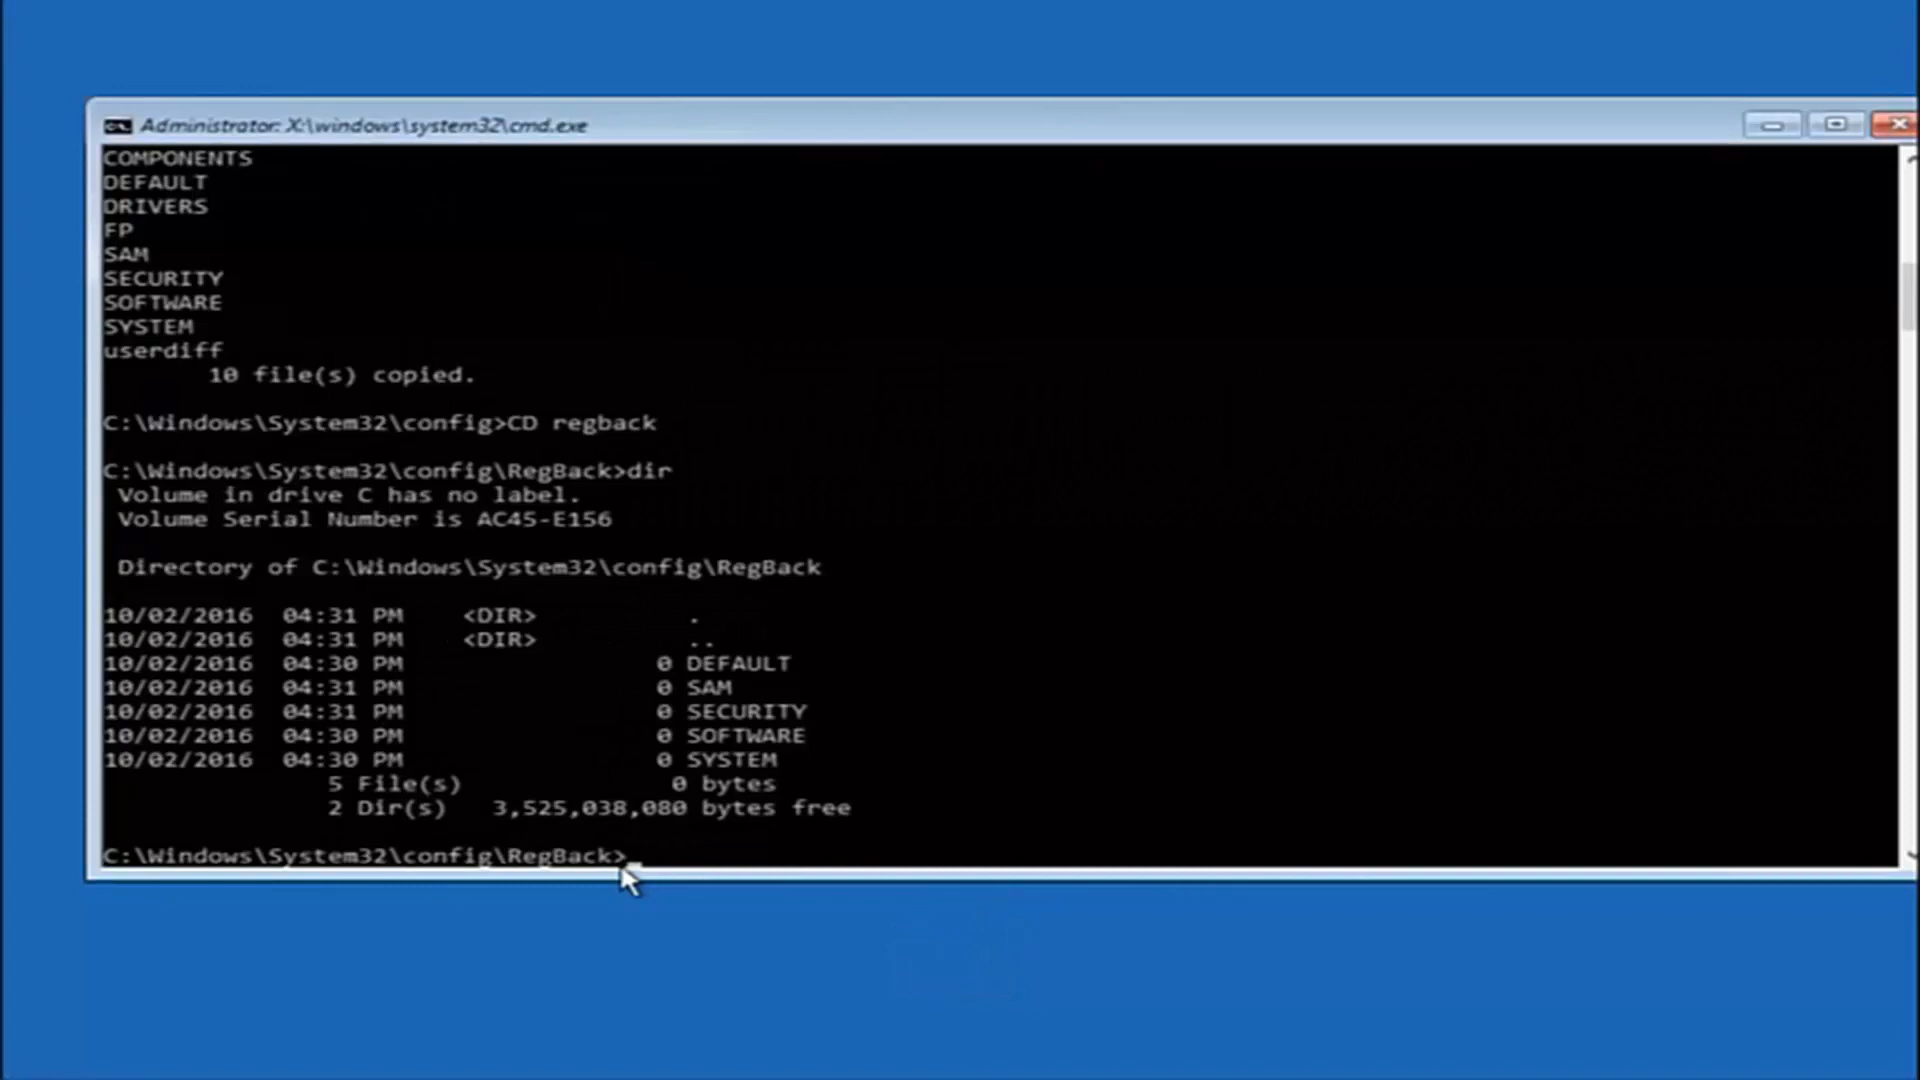 Administrator: X:\windows\system32\cmd.exe
COMPONENTS
DEFAULT
DRIVERS
FP
SAM
SECURITY
SOFTWARE
SYSTEM
userdiff
10 file(s) copied.
C:\Windows\System32\config>CD regback
C:\Windows\System32\config\RegBack>dir
Volume in drive C has no label.
Volume Serial Number is AC45-E156
Directory of C:\Windows\System32\config\RegBack
10/02/2016 04:31 PM <DIR> .
10/02/2016 04:31 PM <DIR> ..
10/02/2016 04:30 PM 0 DEFAULT
10/02/2016 04:31 PM 0 SAM
10/02/2016 04:31 PM 0 SECURITY
10/02/2016 04:30 PM 0 SOFTWARE
10/02/2016 04:30 PM 0 SYSTEM
5 File(s) 0 bytes
2 Dir(s) 3,525,038,080 bytes free
C:\Windows\System32\config\RegBack>